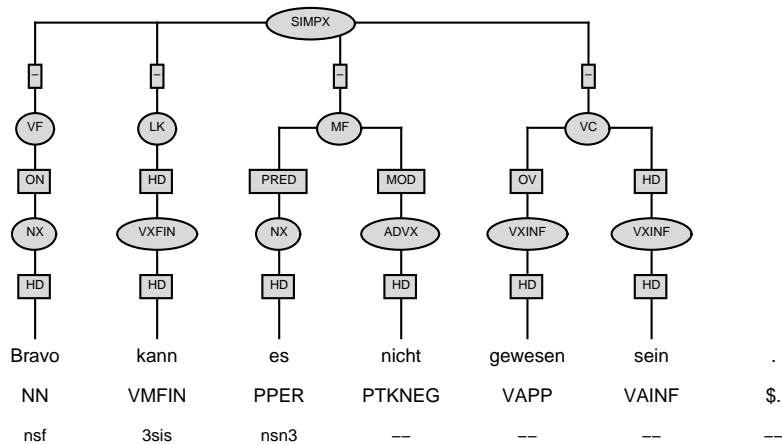 SIMPX
– – – –
VF LK MF VC
ON HD PRED MOD OV HD
NX VXFIN NX ADVX VXINF VXINF
HD HD HD HD HD HD
Bravo kann es nicht gewesen sein .
NN VMFIN PPER PTKNEG VAPP VAINF $.
nsf 3sis nsn3 −− −− −− −−